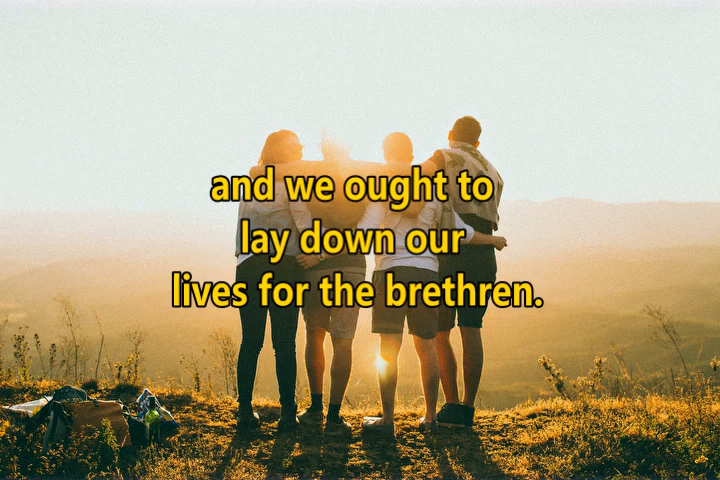 and we ought to
lay down our
lives for the brethren.